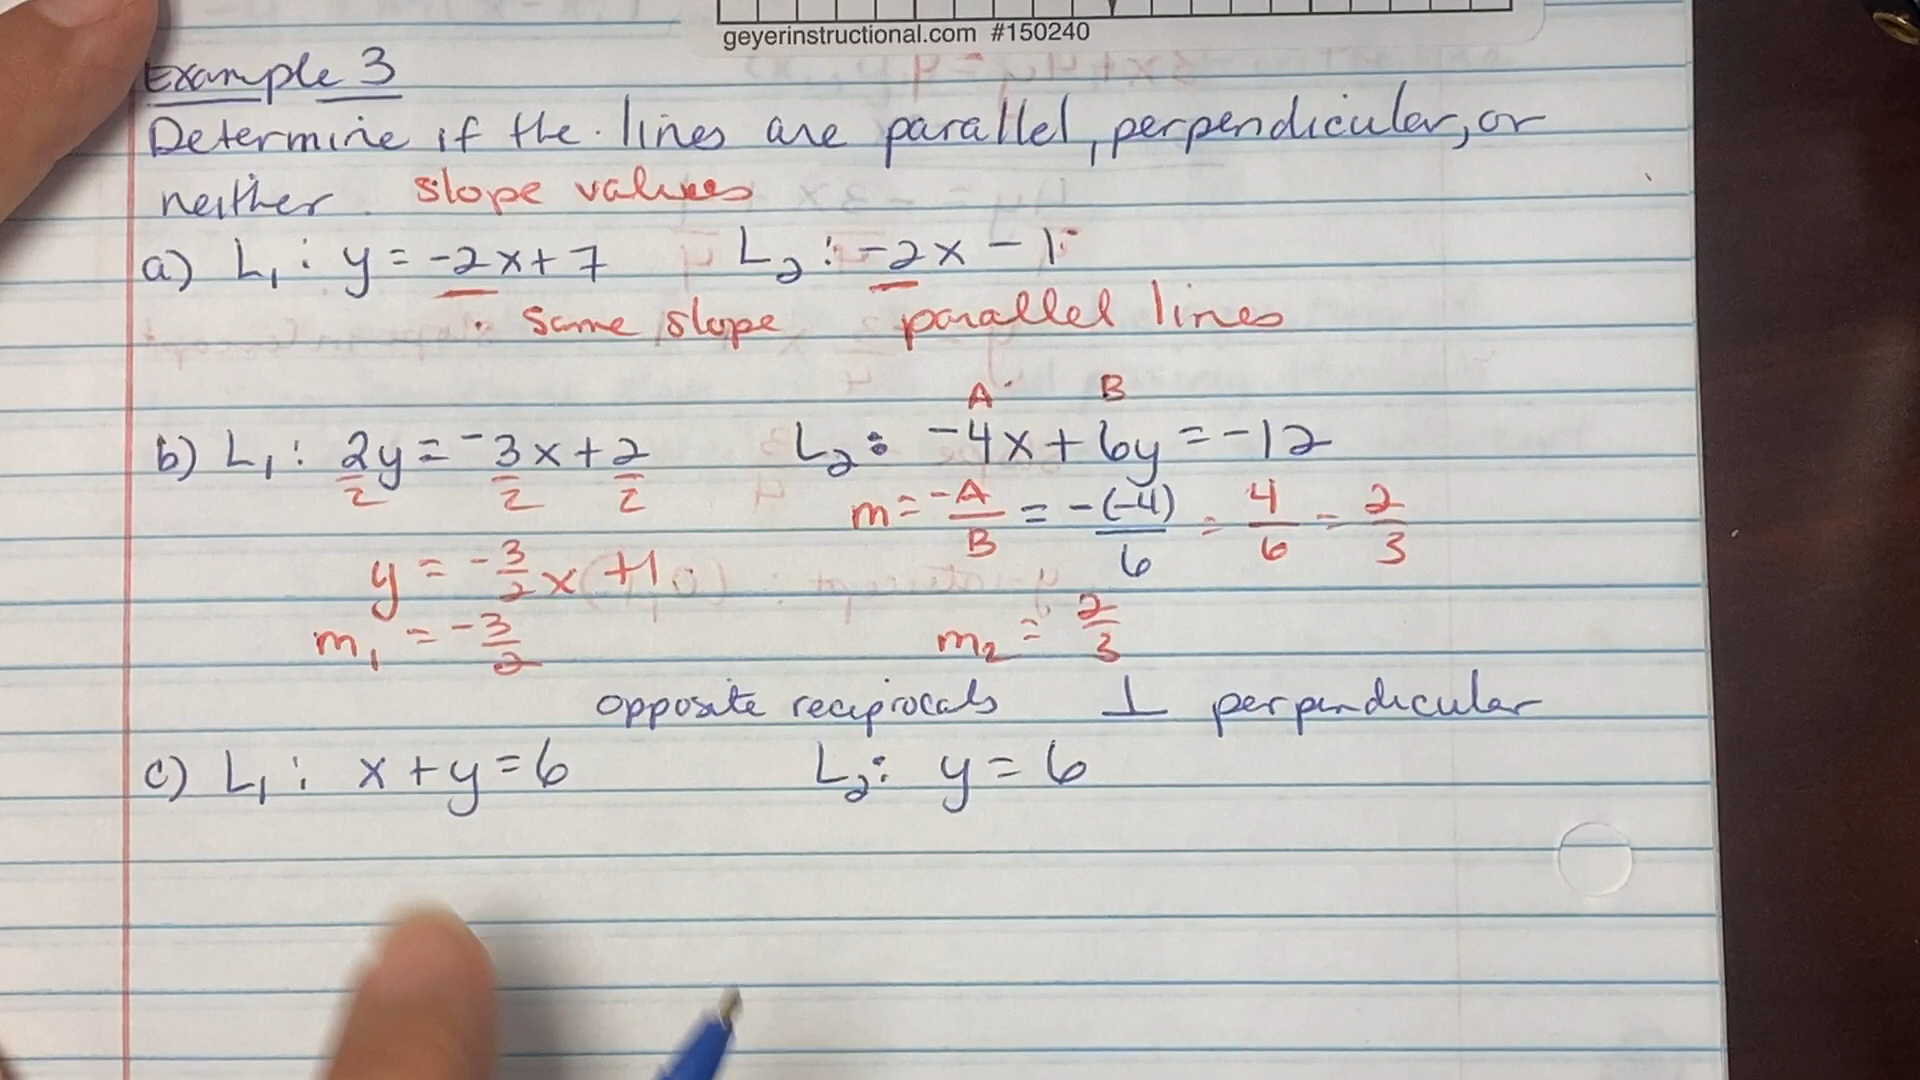 geyerinstructional.com #150240
Example 3
Determine if the lines are parallel, perpendicular, or
neither. slope values
a) L₁: y = -2x + 7 L₂: -2x - 1
same slope parallel lines
A B
b) L₁: 2y/2 = -3x/2 + 2/2 L₂: -4x + 6y = -12
m = -A/B = -(-4)/6 = 4/6 = 2/3
y = -3/2 x + 1
m₁ = -3/2 m₂ = 2/3
opposite reciprocals ⊥ perpendicular
c) L₁: x + y = 6 L₂: y = 6